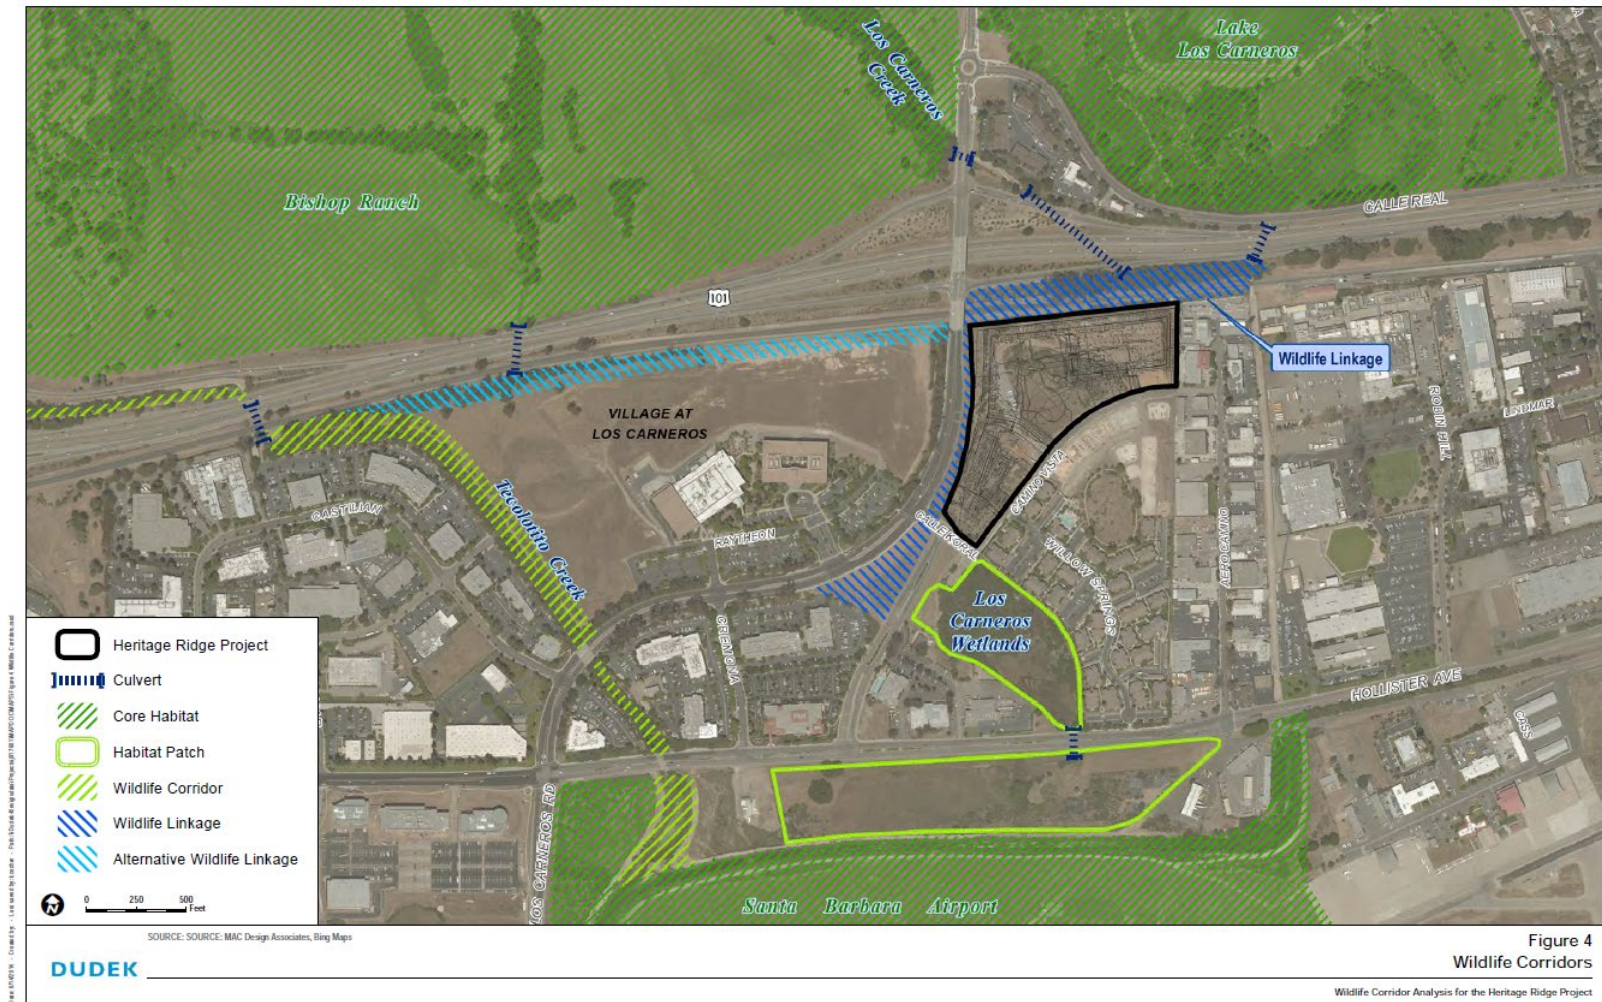 Lake
Los Carneros
Los Carneros
Creek
CALLE REAL
Bishop Ranch
101
Wildlife Linkage
VILLAGE AT
LOS CARNEROS
ROBIN HILL
LINDMAR
CAMINO VISTA
CASTILIAN
Tecolotito Creek
RAYTHEON
CALLE KORAL
WILLOW SPRINGS
AERO CAMINO
Los
Carneros
Wetlands
CREMONA
HOLLISTER AVE
CASS
LOS CARNEROS RD
Santa Barbara Airport
Heritage Ridge Project
Culvert
Core Habitat
Habitat Patch
Wildlife Corridor
Wildlife Linkage
Alternative Wildlife Linkage
0 250 500
Feet
SOURCE: SOURCE: MAC Design Associates, Bing Maps
DUDEK
Figure 4
Wildlife Corridors
Wildlife Corridor Analysis for the Heritage Ridge Project